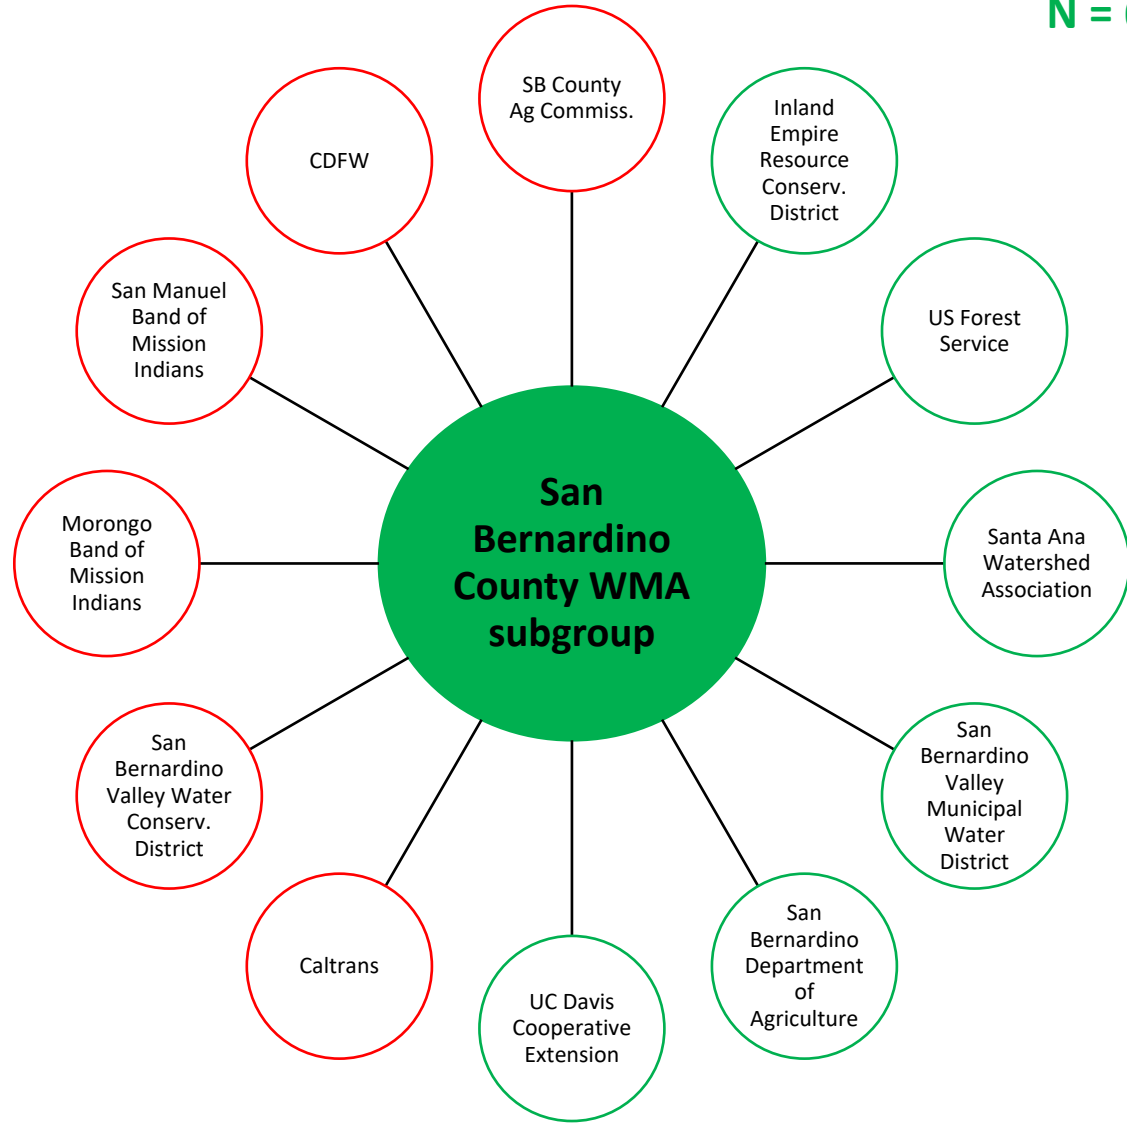 N =
SB County
Ag Commiss.
Inland
Empire
Resource
Conserv.
District
US Forest
Service
Santa Ana
Watershed
Association
San
Bernardino
Valley
Municipal
Water
District
San
Bernardino
Department
of
Agriculture
UC Davis
Cooperative
Extension
Caltrans
San
Bernardino
Valley Water
Conserv.
District
Morongo
Band of
Mission
Indians
San Manuel
Band of
Mission
Indians
CDFW
San
Bernardino
County WMA
subgroup